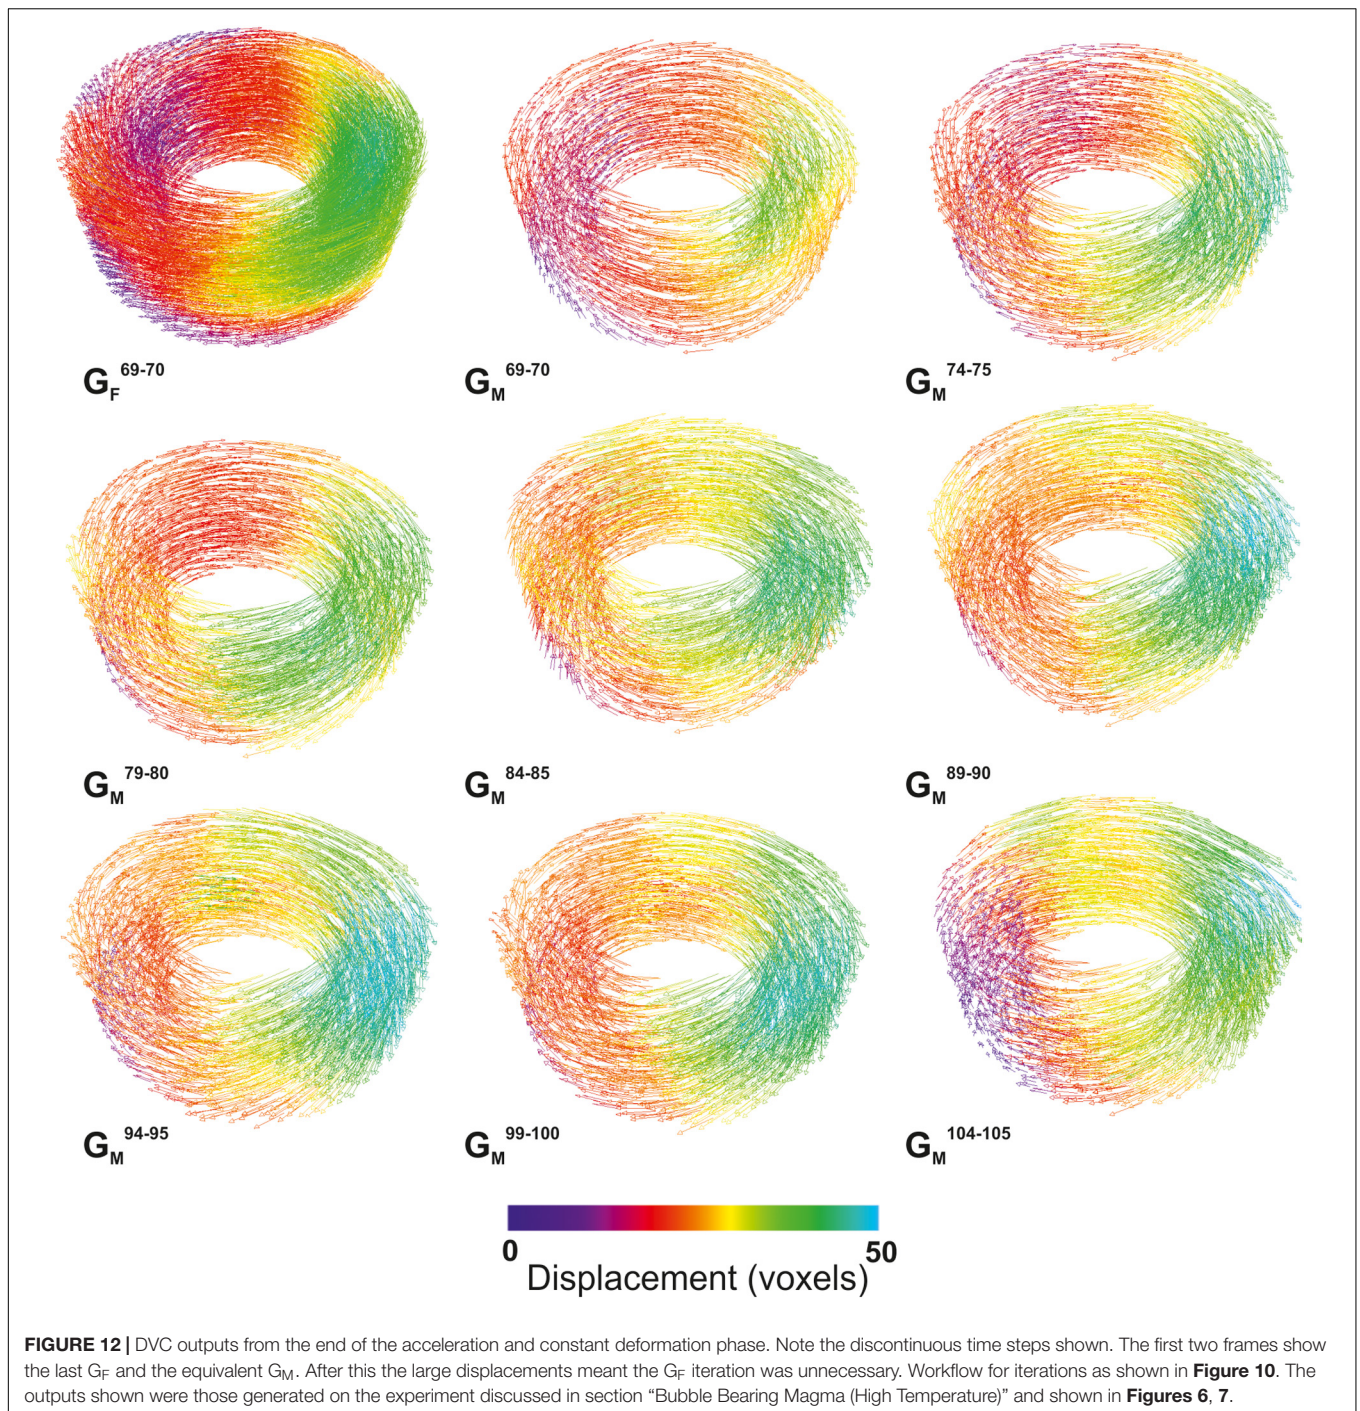 G_F^69-70
G_M^69-70
G_M^74-75
G_M^79-80
G_M^84-85
G_M^89-90
G_M^94-95
G_M^99-100
G_M^104-105
0 50
Displacement (voxels)
FIGURE 12 | DVC outputs from the end of the acceleration and constant deformation phase. Note the discontinuous time steps shown. The first two frames show
the last G_F and the equivalent G_M. After this the large displacements meant the G_F iteration was unnecessary. Workflow for iterations as shown in Figure 10. The
outputs shown were those generated on the experiment discussed in section “Bubble Bearing Magma (High Temperature)” and shown in Figures 6, 7.